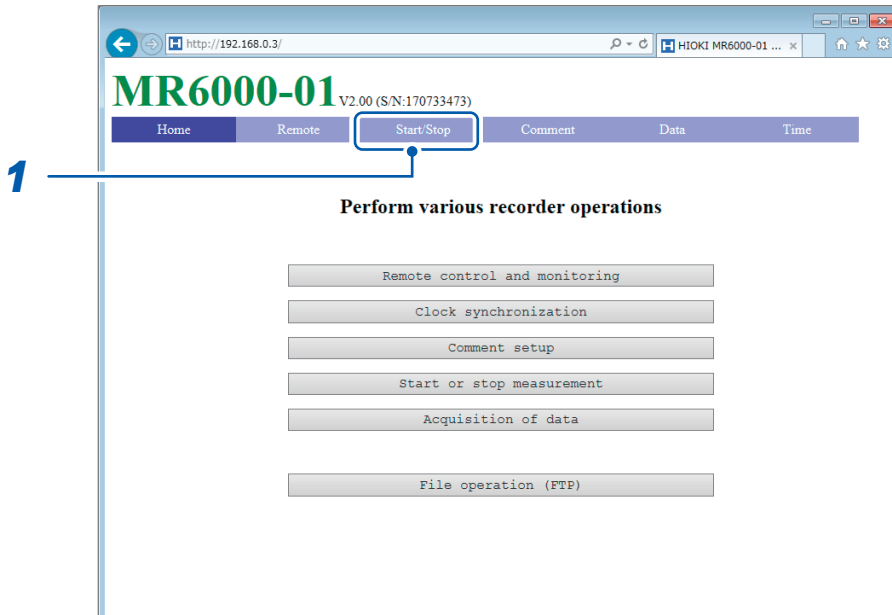 http://192.168.0.3/
HIOKI MR6000-01 ...
MR6000-01 V2.00 (S/N:170733473)
Home Remote Start/Stop Comment Data Time
1
Perform various recorder operations
Remote control and monitoring
Clock synchronization
Comment setup
Start or stop measurement
Acquisition of data
File operation (FTP)